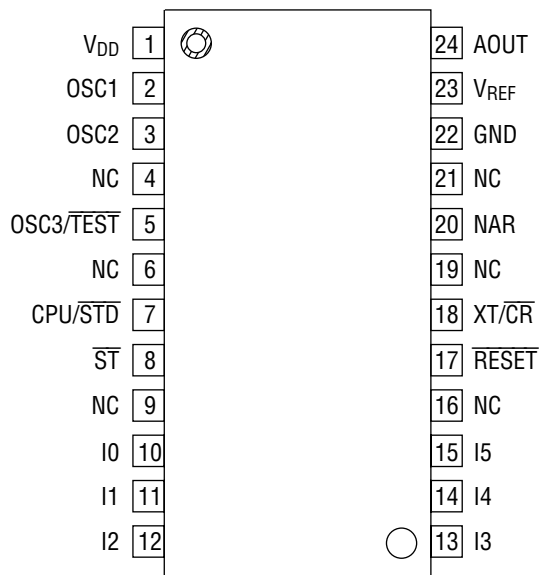 VDD 1 24 AOUT
OSC1 2 23 VREF
OSC2 3 22 GND
NC 4 21 NC
OSC3/TEST 5 20 NAR
NC 6 19 NC
CPU/STD 7 18 XT/CR
ST 8 17 RESET
NC 9 16 NC
I0 10 15 I5
I1 11 14 I4
I2 12 13 I3